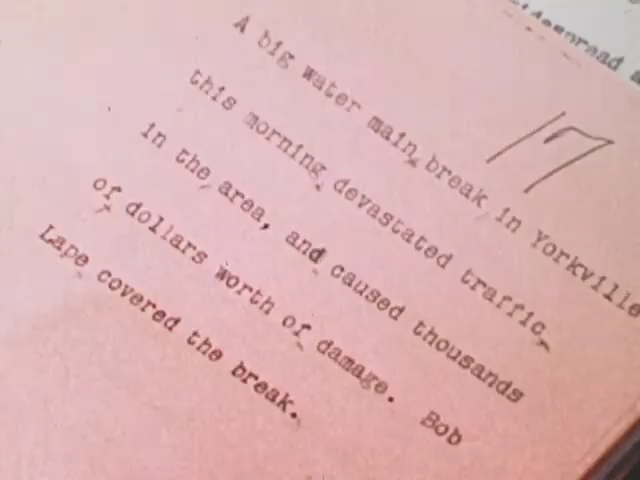 widespread a
17
A big water main break in Yorkville
this morning devastated traffic
in the area, and caused thousands
of dollars worth of damage. Bob
Lape covered the break.